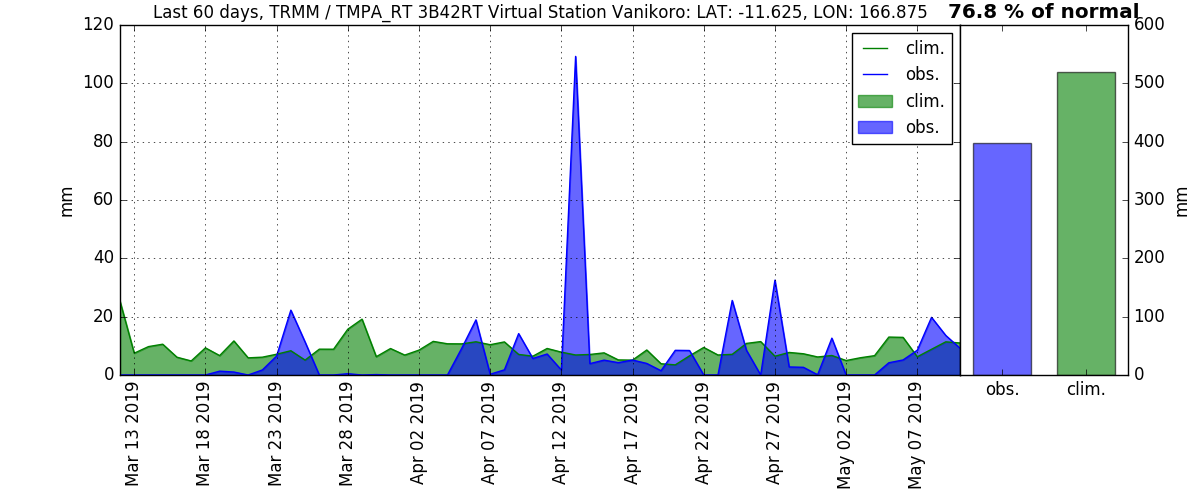 Last 60 days, TRMM / TMPA_RT 3B42RT Virtual Station Vanikoro: LAT: -11.625, LON: 166.875
76.8 % of normal
120
100
80
60
40
20
0
mm
clim.
obs.
clim.
obs.
600
500
400
300
200
100
0
mm
Mar 13 2019
Mar 18 2019
Mar 23 2019
Mar 28 2019
Apr 02 2019
Apr 07 2019
Apr 12 2019
Apr 17 2019
Apr 22 2019
Apr 27 2019
May 02 2019
May 07 2019
obs.
clim.